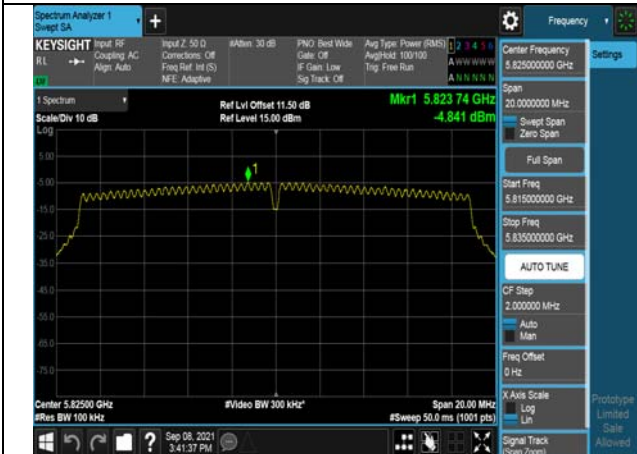 Spectrum Analyzer 1
Swept SA
Frequency
KEYSIGHT
RL
Input: RF
Coupling: AC
Align: Auto
Input Z: 50 Ω
Corrections: Off
Freq Ref: Int (S)
NFE: Adaptive
#Atten: 30 dB
PNO: Best Wide
Gate: Off
IF Gain: Low
Sig Track: Off
Avg Type: Power (RMS)
Avg|Hold: 100/100
Trig: Free Run
1 2 3 4 5 6
A W W W W W
A N N N N N
1 Spectrum
Scale/Div 10 dB
Log
Ref Lvl Offset 11.50 dB
Ref Level 15.00 dBm
Mkr1 5.823 74 GHz
-4.841 dBm
1
5.00
-5.00
-15.0
-25.0
-35.0
-45.0
-55.0
-65.0
-75.0
Center 5.82500 GHz
#Res BW 100 kHz
#Video BW 300 kHz*
Span 20.00 MHz
#Sweep 50.0 ms (1001 pts)
Sep 08, 2021
3:41:37 PM
Center Frequency
5.825000000 GHz
Settings
Span
20.0000000 MHz
Swept Span
Zero Span
Full Span
Start Freq
5.815000000 GHz
Stop Freq
5.835000000 GHz
AUTO TUNE
CF Step
2.000000 MHz
Auto
Man
Freq Offset
0 Hz
X Axis Scale
Log
Lin
Signal Track
(Span Zoom)
Prototype
Limited
Sale
Allowed